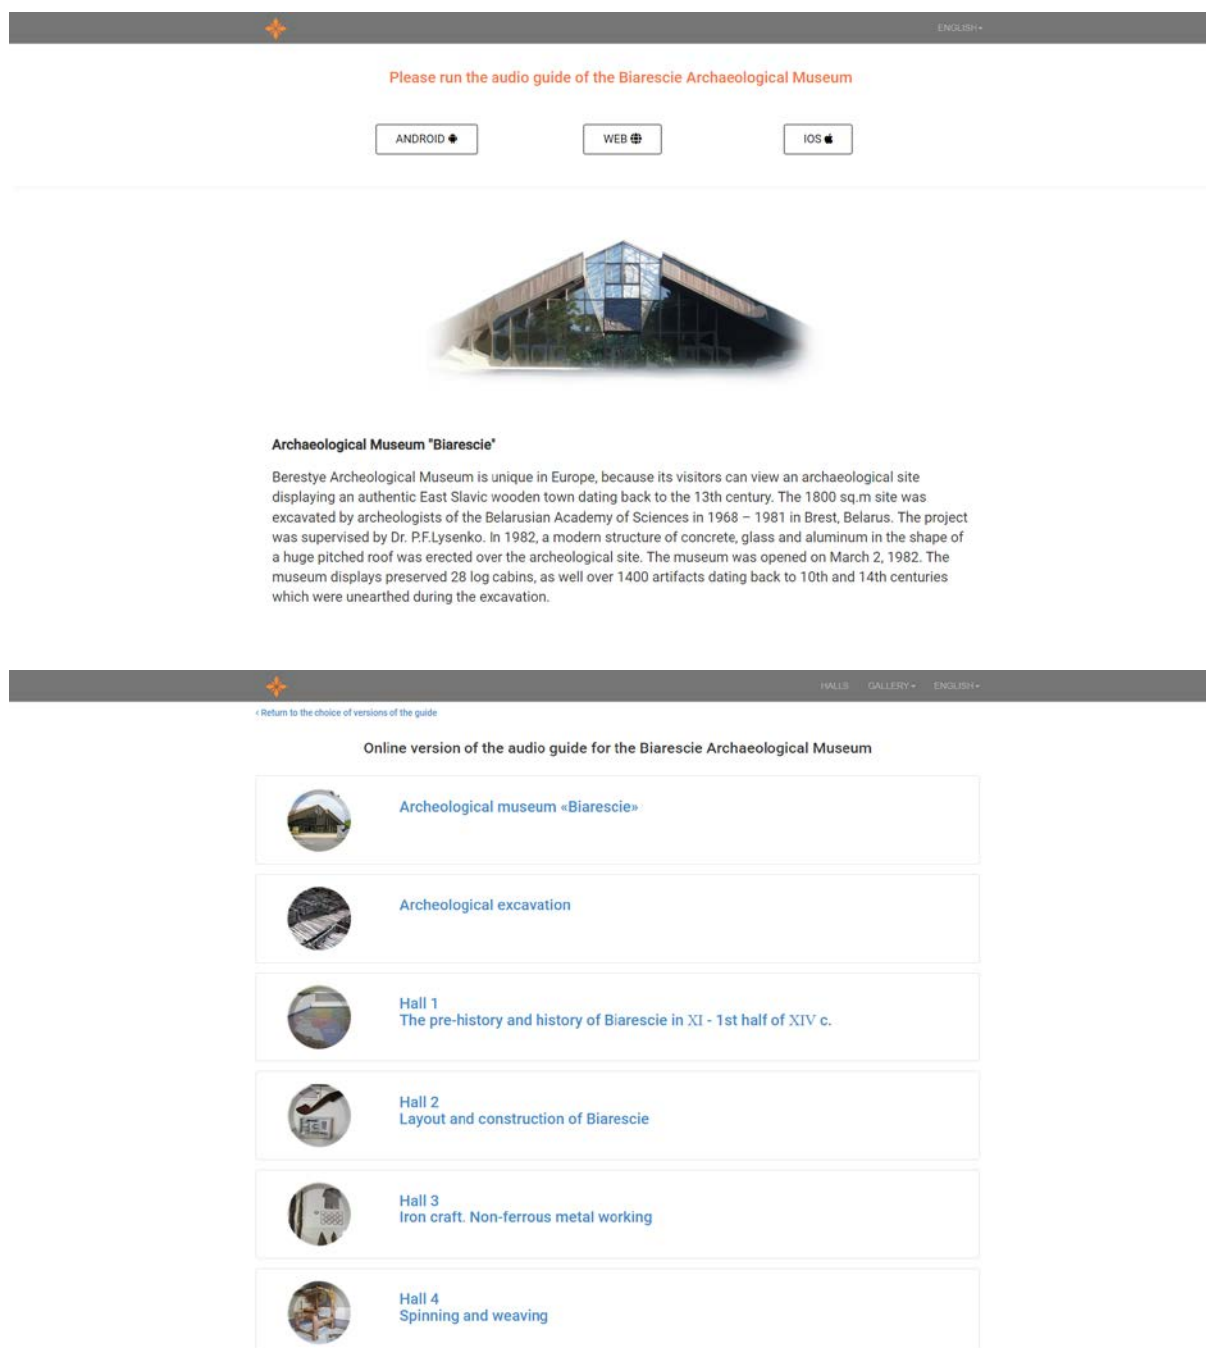 ENGLISH
Please run the audio guide of the Biarescie Archaeological Museum
ANDROID
WEB
IOS
Archaeological Museum "Biarescie"
Berestye Archeological Museum is unique in Europe, because its visitors can view an archaeological site
displaying an authentic East Slavic wooden town dating back to the 13th century. The 1800 sq.m site was
excavated by archeologists of the Belarusian Academy of Sciences in 1968 – 1981 in Brest, Belarus. The project
was supervised by Dr. P.F.Lysenko. In 1982, a modern structure of concrete, glass and aluminum in the shape of
a huge pitched roof was erected over the archeological site. The museum was opened on March 2, 1982. The
museum displays preserved 28 log cabins, as well over 1400 artifacts dating back to 10th and 14th centuries
which were unearthed during the excavation.
HALLS GALLERY ENGLISH
‹ Return to the choice of versions of the guide
Online version of the audio guide for the Biarescie Archaeological Museum
Archeological museum «Biarescie»
Archeological excavation
Hall 1
The pre-history and history of Biarescie in XI - 1st half of XIV c.
Hall 2
Layout and construction of Biarescie
Hall 3
Iron craft. Non-ferrous metal working
Hall 4
Spinning and weaving